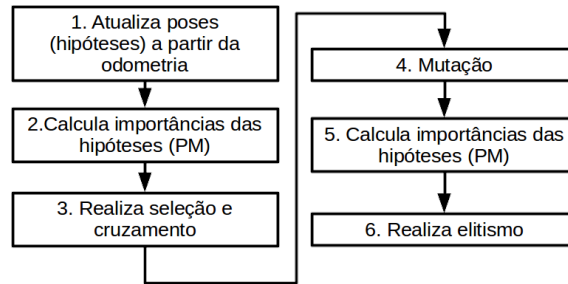 1. Atualiza poses
(hipóteses) a partir da
odometria
2.Calcula importâncias das
hipóteses (PM)
3. Realiza seleção e
cruzamento
4. Mutação
5. Calcula importâncias das
hipóteses (PM)
6. Realiza elitismo